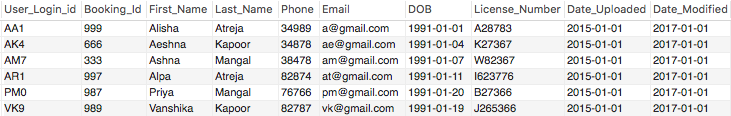 User_Login_id Booking_Id First_Name Last_Name Phone Email DOB License_Number Date_Uploaded Date_Modified
AA1 999 Alisha Atreja 34989 a@gmail.com 1991-01-01 A28783 2015-01-01 2017-01-01
AK4 666 Aeshna Kapoor 34878 ae@gmail.com 1991-01-04 K27367 2015-01-01 2017-01-01
AM7 333 Ashna Mangal 38478 am@gmail.com 1991-01-07 W82367 2015-01-01 2017-01-01
AR1 997 Alpa Atreja 82874 at@gmail.com 1991-01-11 I623776 2015-01-01 2017-01-01
PM0 987 Priya Mangal 76766 pm@gmail.com 1991-01-20 B27366 2015-01-01 2017-01-01
VK9 989 Vanshika Kapoor 82787 vk@gmail.com 1991-01-19 J265366 2015-01-01 2017-01-01